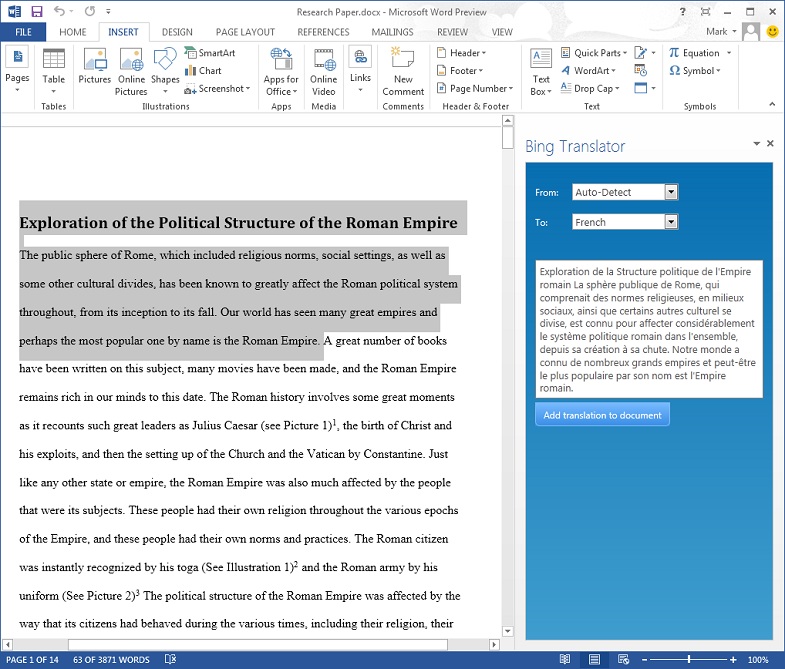 Research Paper.docx - Microsoft Word Preview
FILE HOME INSERT DESIGN PAGE LAYOUT REFERENCES MAILINGS REVIEW VIEW Mark
Pages
Table
Pictures
Online Pictures
Shapes
SmartArt
Chart
Screenshot
Apps for Office
Online Video
Links
New Comment
Header
Footer
Page Number
Text Box
Quick Parts
WordArt
Drop Cap
Equation
Symbol
Tables Illustrations Apps Media Comments Header & Footer Text Symbols
Exploration of the Political Structure of the Roman Empire
The public sphere of Rome, which included religious norms, social settings, as well as
some other cultural divides, has been known to greatly affect the Roman political system
throughout, from its inception to its fall. Our world has seen many great empires and
perhaps the most popular one by name is the Roman Empire. A great number of books
have been written on this subject, many movies have been made, and the Roman Empire
remains rich in our minds to this date. The Roman history involves some great moments
as it recounts such great leaders as Julius Caesar (see Picture 1)1, the birth of Christ and
his exploits, and then the setting up of the Church and the Vatican by Constantine. Just
like any other state or empire, the Roman Empire was also much affected by the people
that were its subjects. These people had their own religion throughout the various epochs
of the Empire, and these people had their own norms and practices. The Roman citizen
was instantly recognized by his toga (See Illustration 1)2 and the Roman army by his
uniform (See Picture 2)3 The political structure of the Roman Empire was affected by the
way that its citizens had behaved during the various times, including their religion, their
Bing Translator
From: Auto-Detect
To: French
Exploration de la Structure politique de l'Empire
romain La sphère publique de Rome, qui
comprenait des normes religieuses, en milieux
sociaux, ainsi que certains autres culturel se
divise, est connu pour affecter considérablement
le système politique romain dans l'ensemble,
depuis sa création à sa chute. Notre monde a
connu de nombreux grands empires et peut-être
le plus populaire par son nom est l'Empire
romain.
Add translation to document
PAGE 1 OF 14 63 OF 3871 WORDS 100%